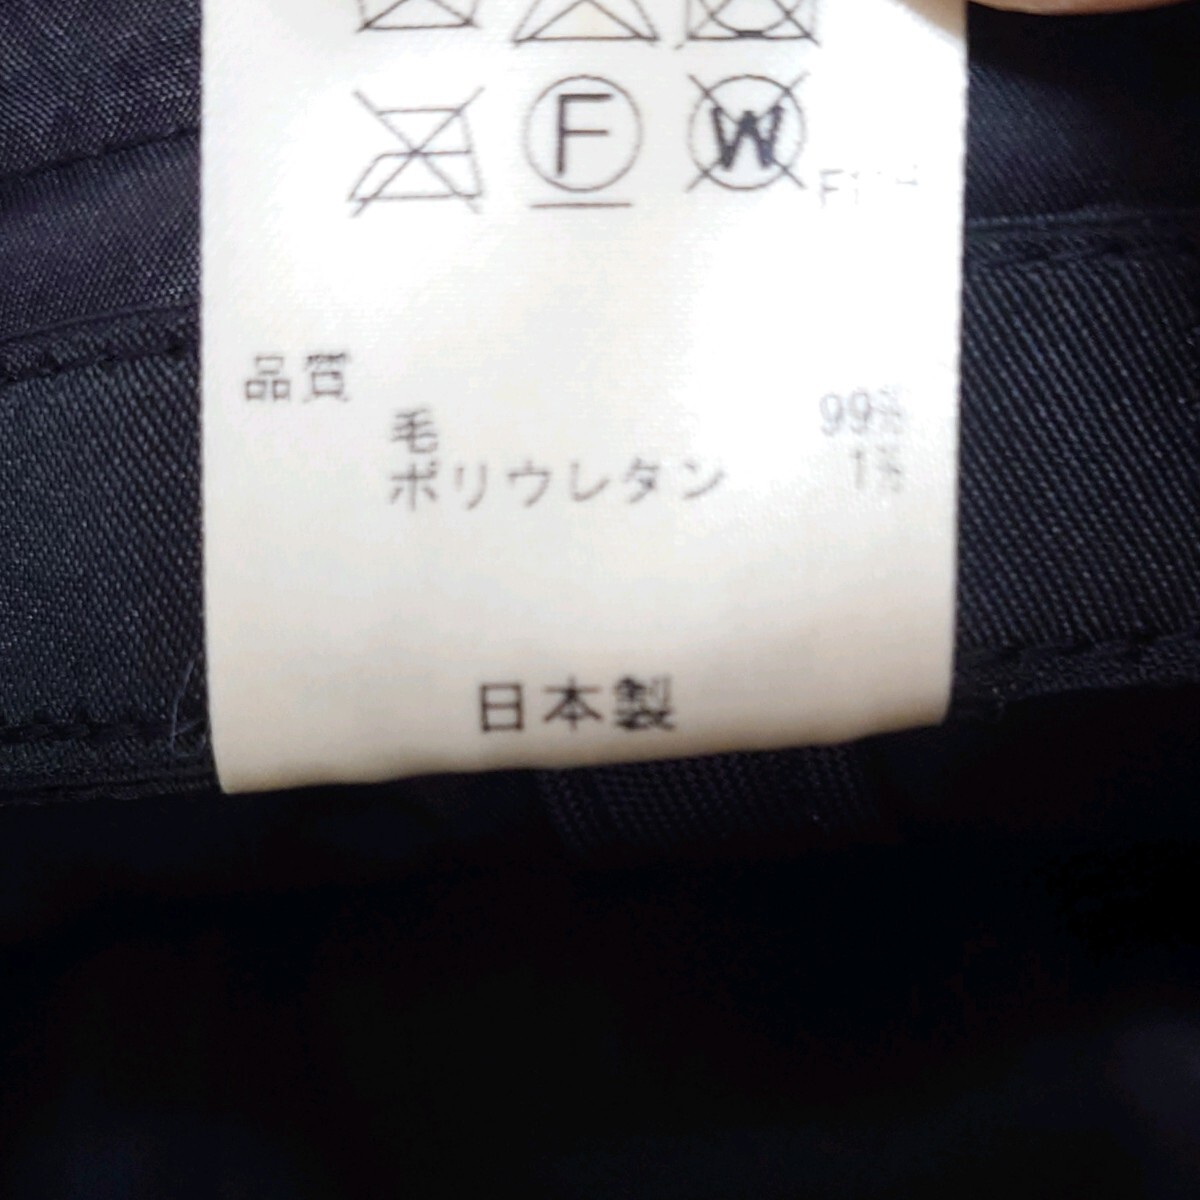 F W
品質
毛 99%
ポリウレタン 1%
日本製